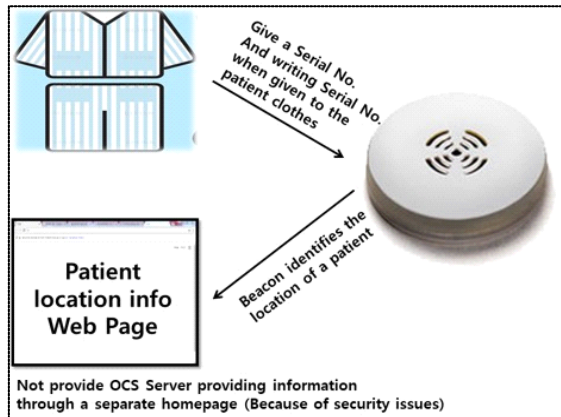 Give a Serial No.
And writing Serial No.
when given to the
patient clothes
Beacon identifies the
location of a patient
Patient
location info
Web Page
Not provide OCS Server providing information
through a separate homepage (Because of security issues)